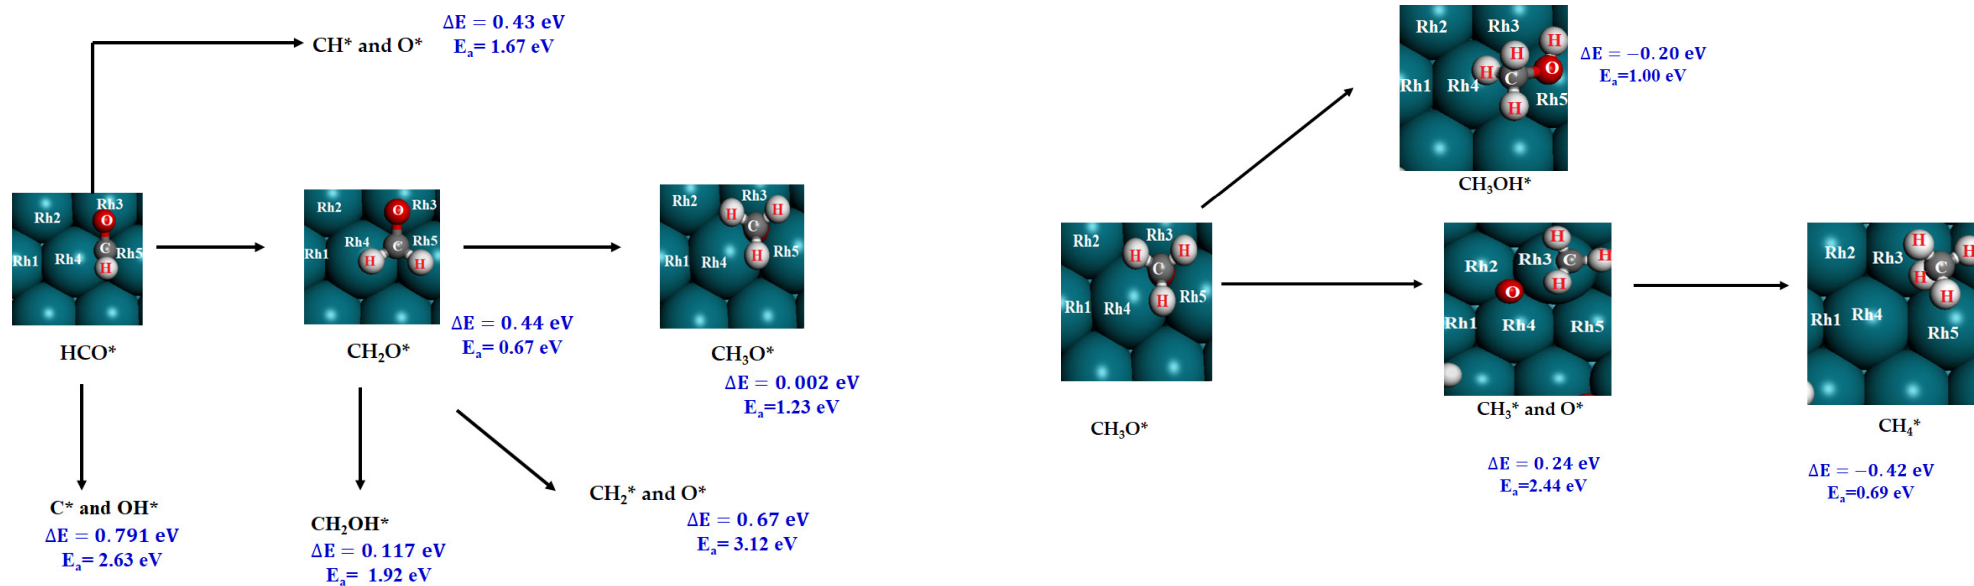 CH* and O*
ΔE = 0.43 eV
Eₐ= 1.67 eV
Rh2
Rh3
O
C
Rh1
Rh4
Rh5
H
HCO*
Rh2
Rh3
O
Rh1
Rh4
C
Rh5
H
H
CH₂O*
ΔE = 0.44 eV
Eₐ= 0.67 eV
Rh2
Rh3
H
H
C
Rh1
Rh4
H
Rh5
CH₃O*
ΔE = 0.002 eV
Eₐ=1.23 eV
C* and OH*
ΔE = 0.791 eV
Eₐ= 2.63 eV
CH₂OH*
ΔE = 0.117 eV
Eₐ= 1.92 eV
CH₂* and O*
ΔE = 0.67 eV
Eₐ= 3.12 eV
Rh2
Rh3
H
H
O
H
C
Rh1
Rh4
H
Rh5
CH₃OH*
ΔE = −0.20 eV
Eₐ=1.00 eV
Rh2
Rh3
H
H
C
Rh1
Rh4
H
Rh5
CH₃O*
H
Rh2
Rh3
C
H
H
O
Rh1
Rh4
Rh5
CH₃* and O*
ΔE = 0.24 eV
Eₐ=2.44 eV
H
H
Rh2
Rh3
H
C
H
Rh1
Rh4
Rh5
CH₄*
ΔE = −0.42 eV
Eₐ=0.69 eV